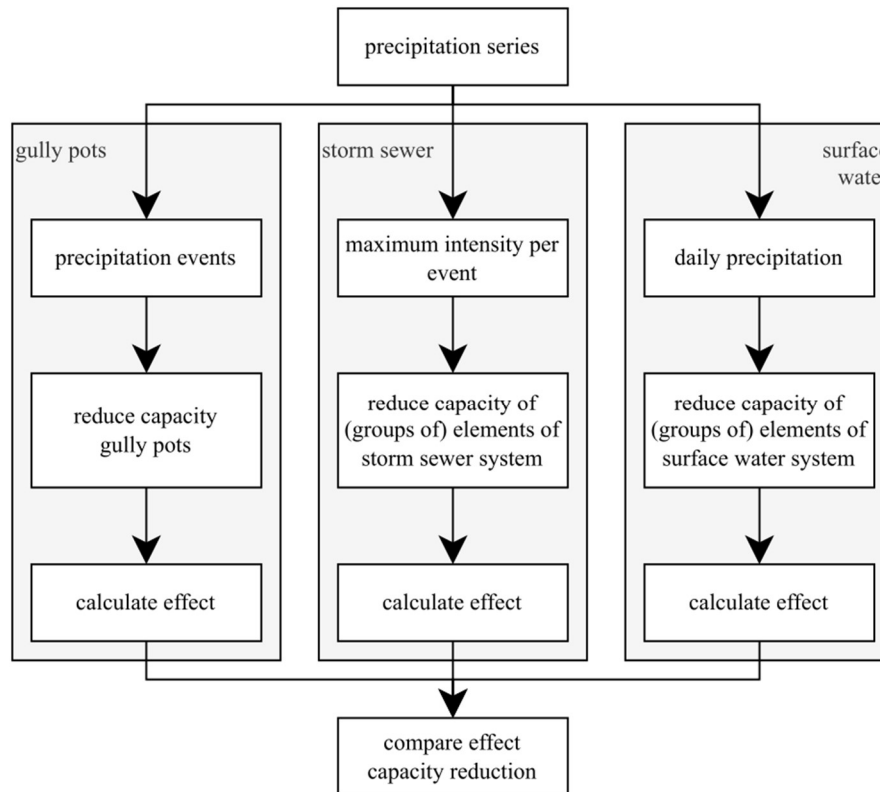 precipitation series
gully pots
precipitation events
reduce capacity
gully pots
calculate effect
storm sewer
maximum intensity per
event
reduce capacity of
(groups of) elements of
storm sewer system
calculate effect
surface
water
daily precipitation
reduce capacity of
(groups of) elements of
surface water system
calculate effect
compare effect
capacity reduction